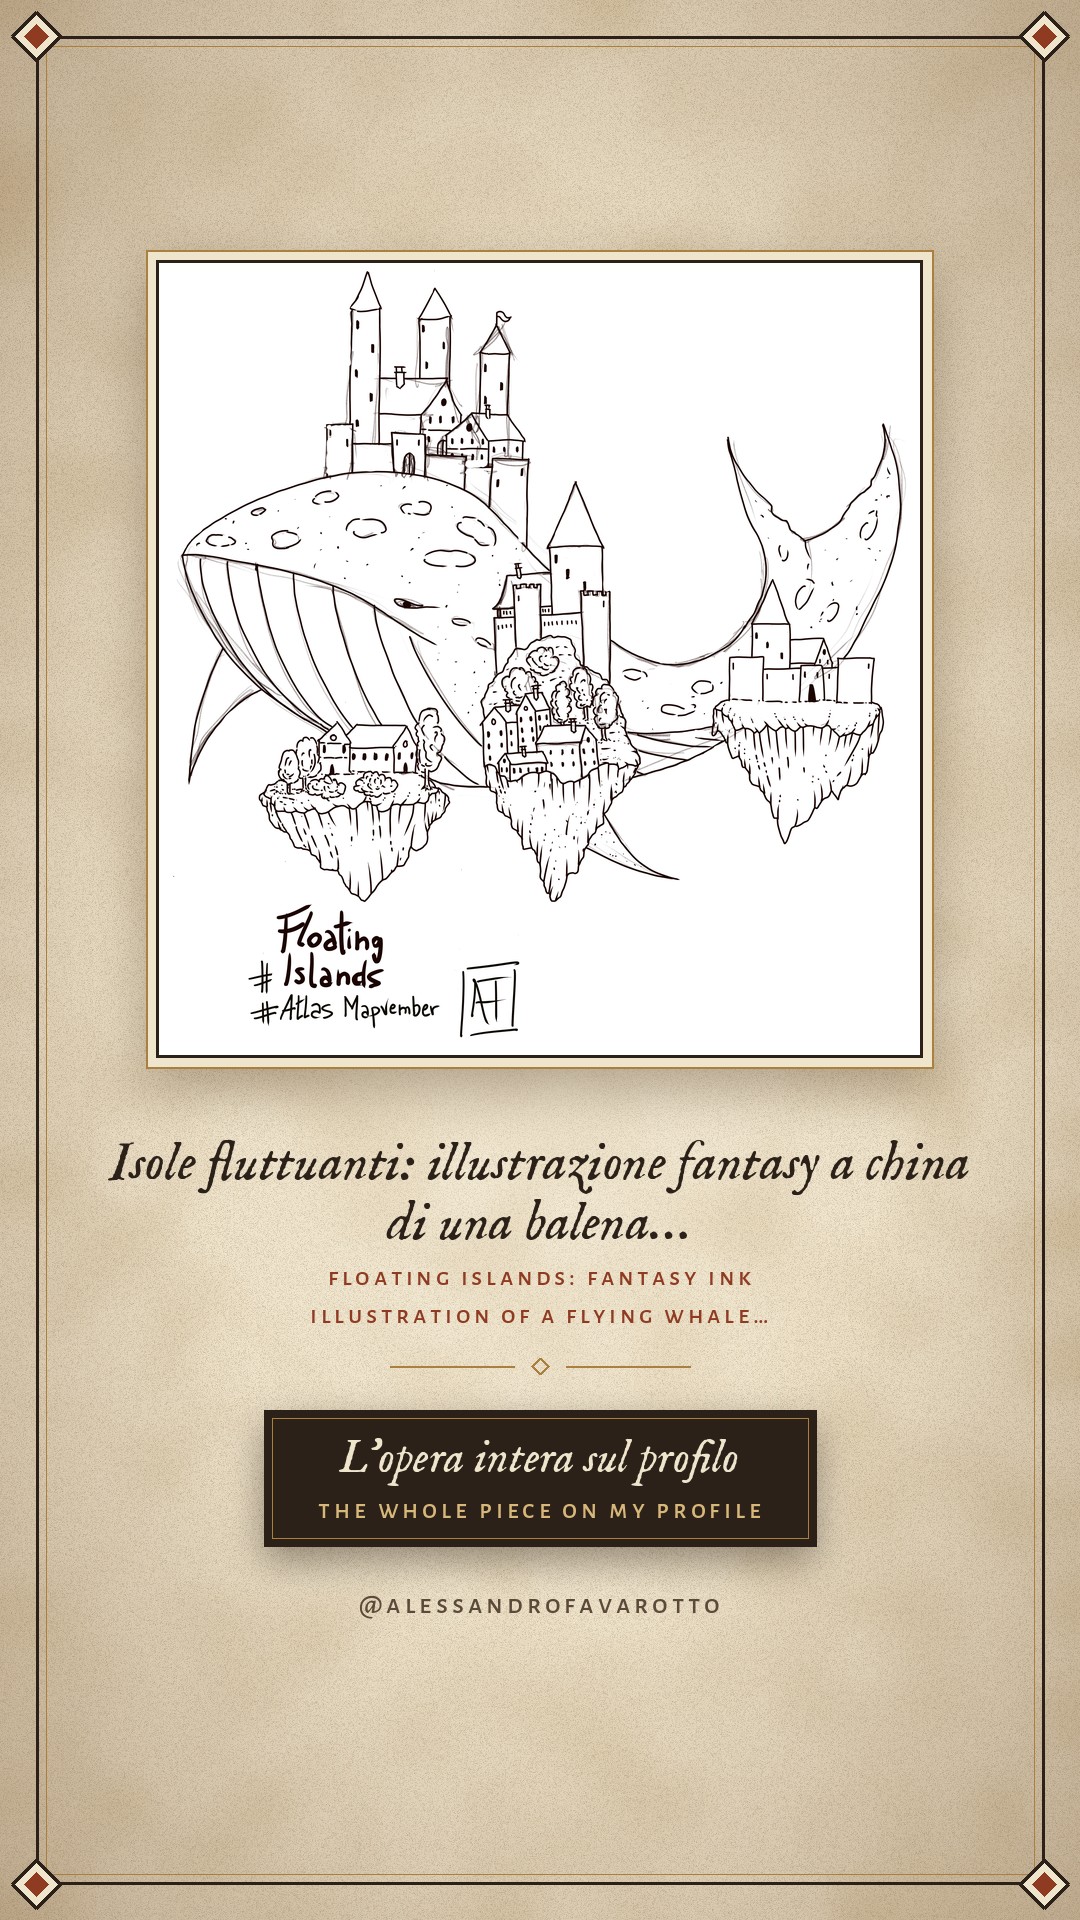 Floating
# Islands
#Atlas Mapvember
AF
Isole fluttuanti: illustrazione fantasy a china
di una balena...
FLOATING ISLANDS: FANTASY INK
ILLUSTRATION OF A FLYING WHALE...
L'opera intera sul profilo
THE WHOLE PIECE ON MY PROFILE
@ALESSANDROFAVAROTTO